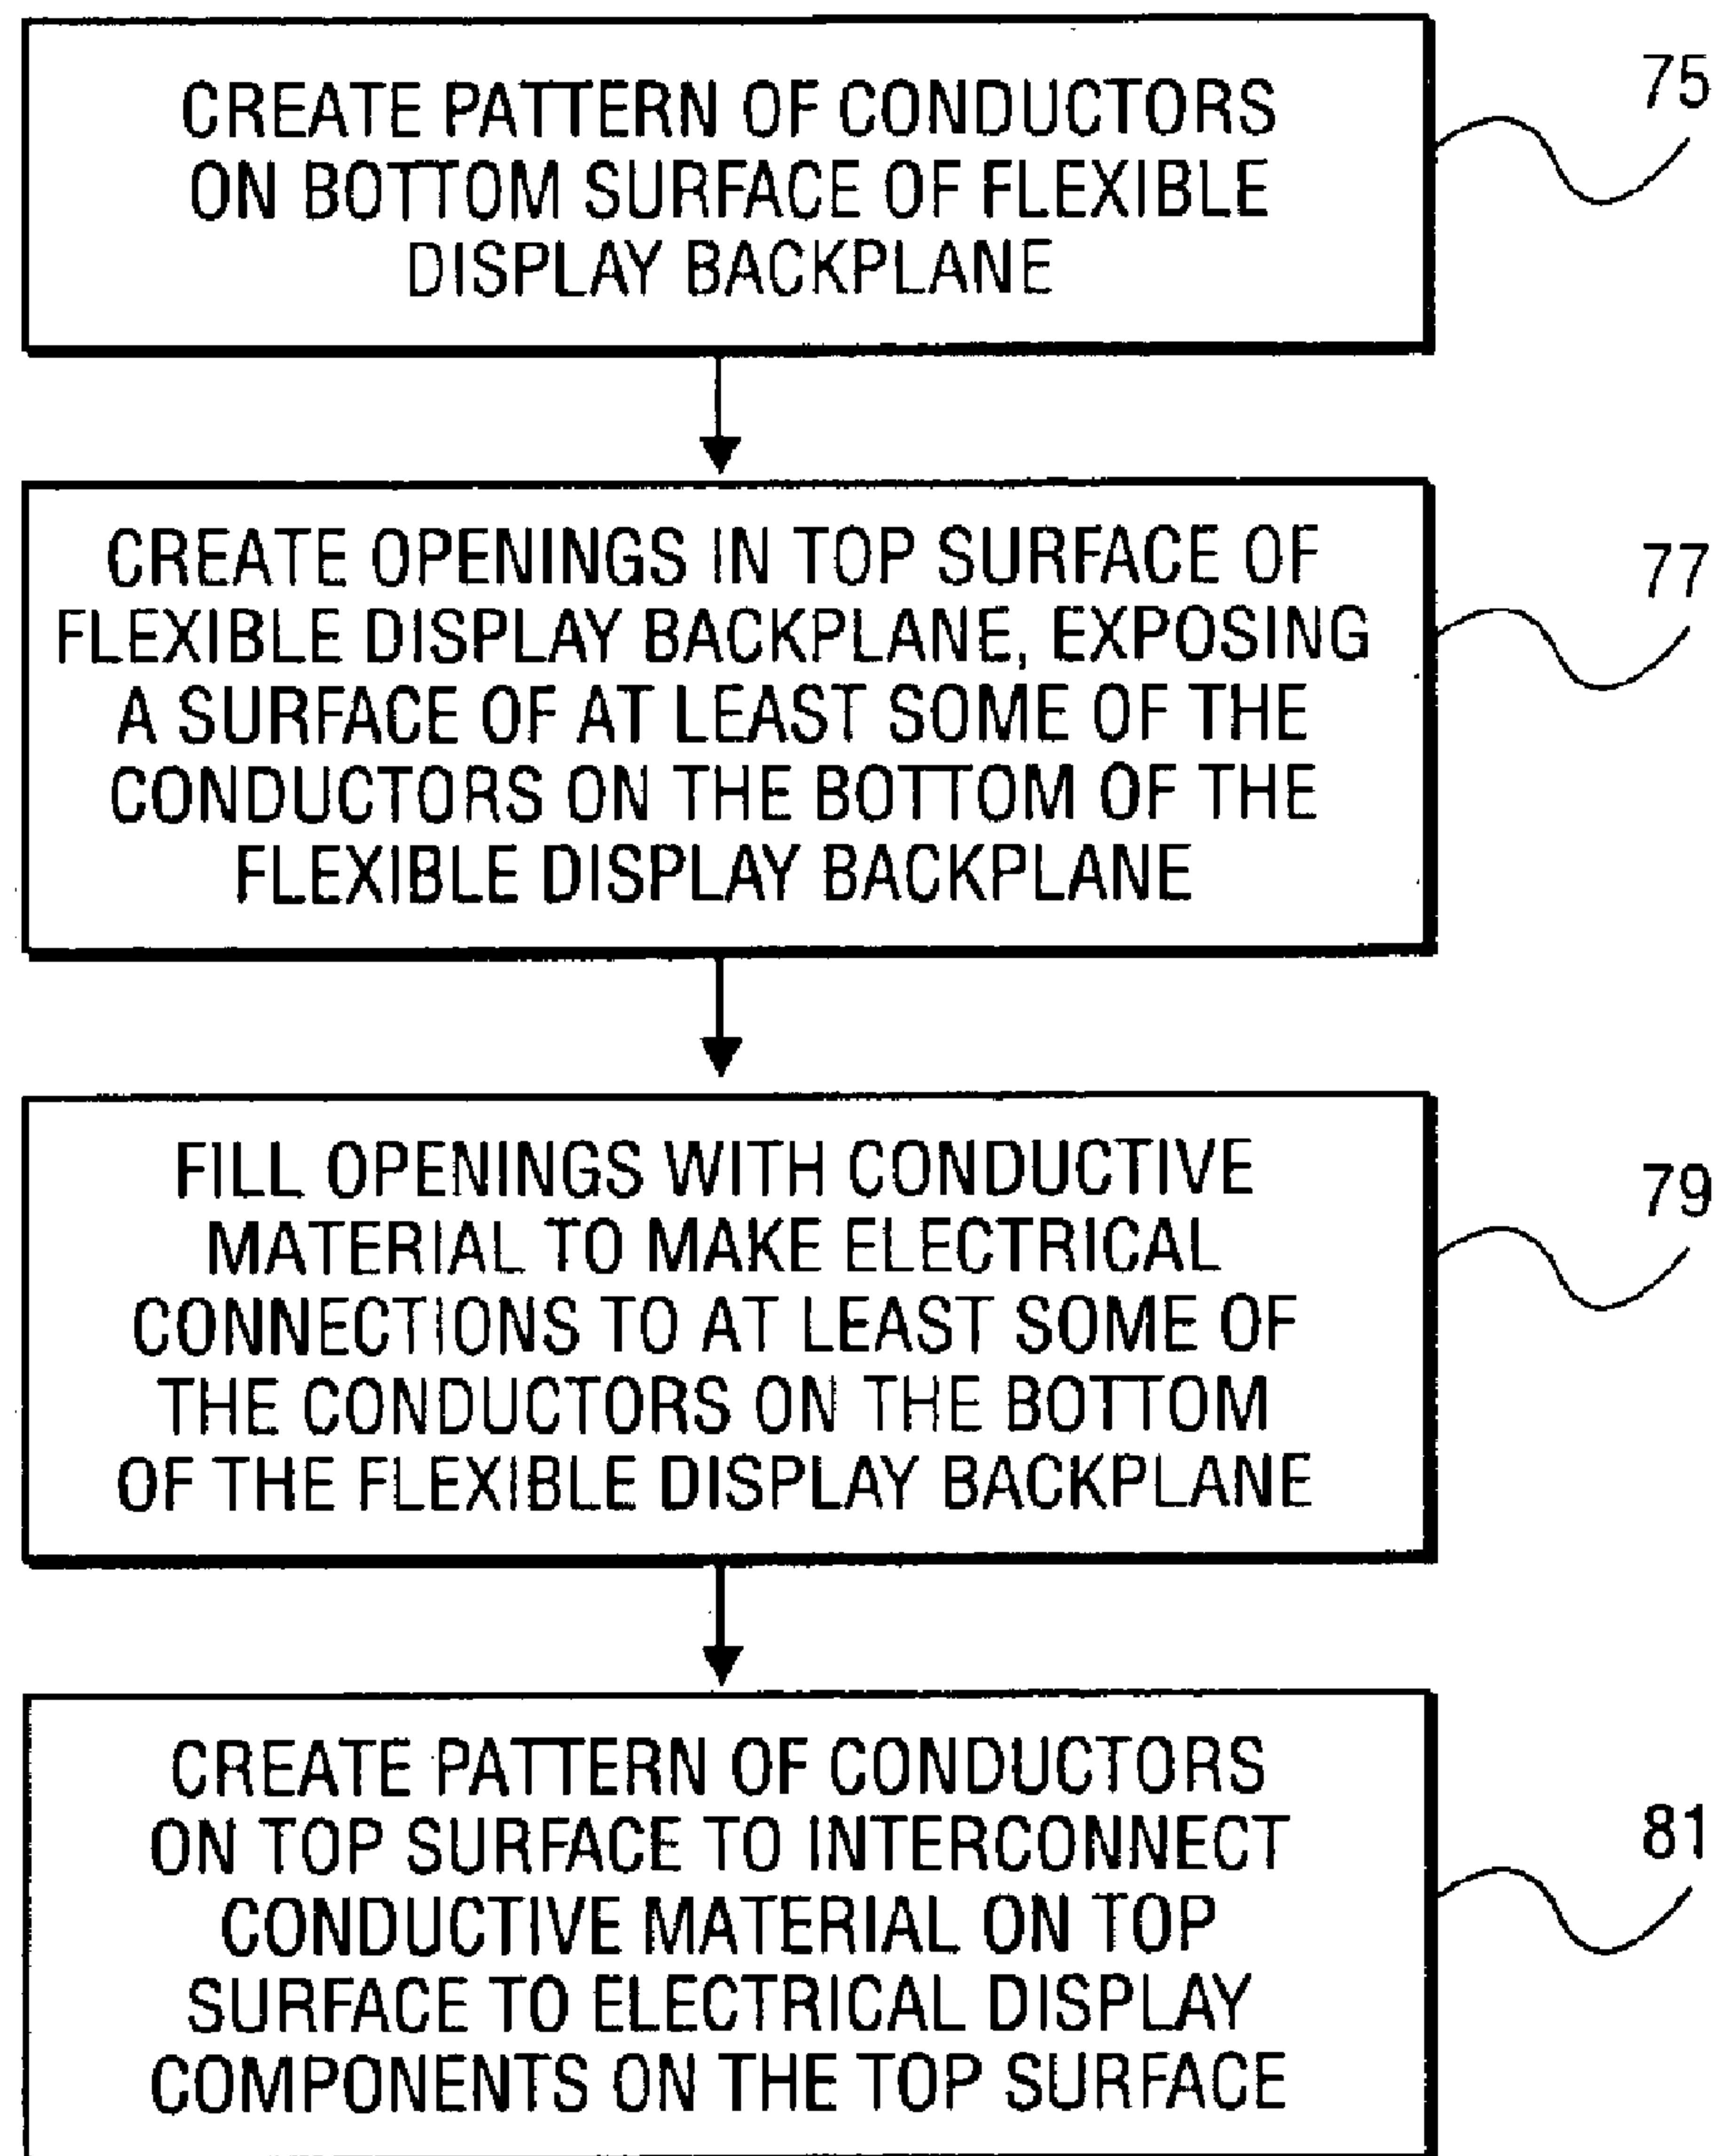 CREATE PATTERN OF CONDUCTORS
ON BOTTOM SURFACE OF FLEXIBLE
DISPLAY BACKPLANE
75
CREATE OPENINGS IN TOP SURFACE OF
FLEXIBLE DISPLAY BACKPLANE, EXPOSING
A SURFACE OF AT LEAST SOME OF THE
CONDUCTORS ON THE BOTTOM OF THE
FLEXIBLE DISPLAY BACKPLANE
77
FILL OPENINGS WITH CONDUCTIVE
MATERIAL TO MAKE ELECTRICAL
CONNECTIONS TO AT LEAST SOME OF
THE CONDUCTORS ON THE BOTTOM
OF THE FLEXIBLE DISPLAY BACKPLANE
79
CREATE PATTERN OF CONDUCTORS
ON TOP SURFACE TO INTERCONNECT
CONDUCTIVE MATERIAL ON TOP
SURFACE TO ELECTRICAL DISPLAY
COMPONENTS ON THE TOP SURFACE
81